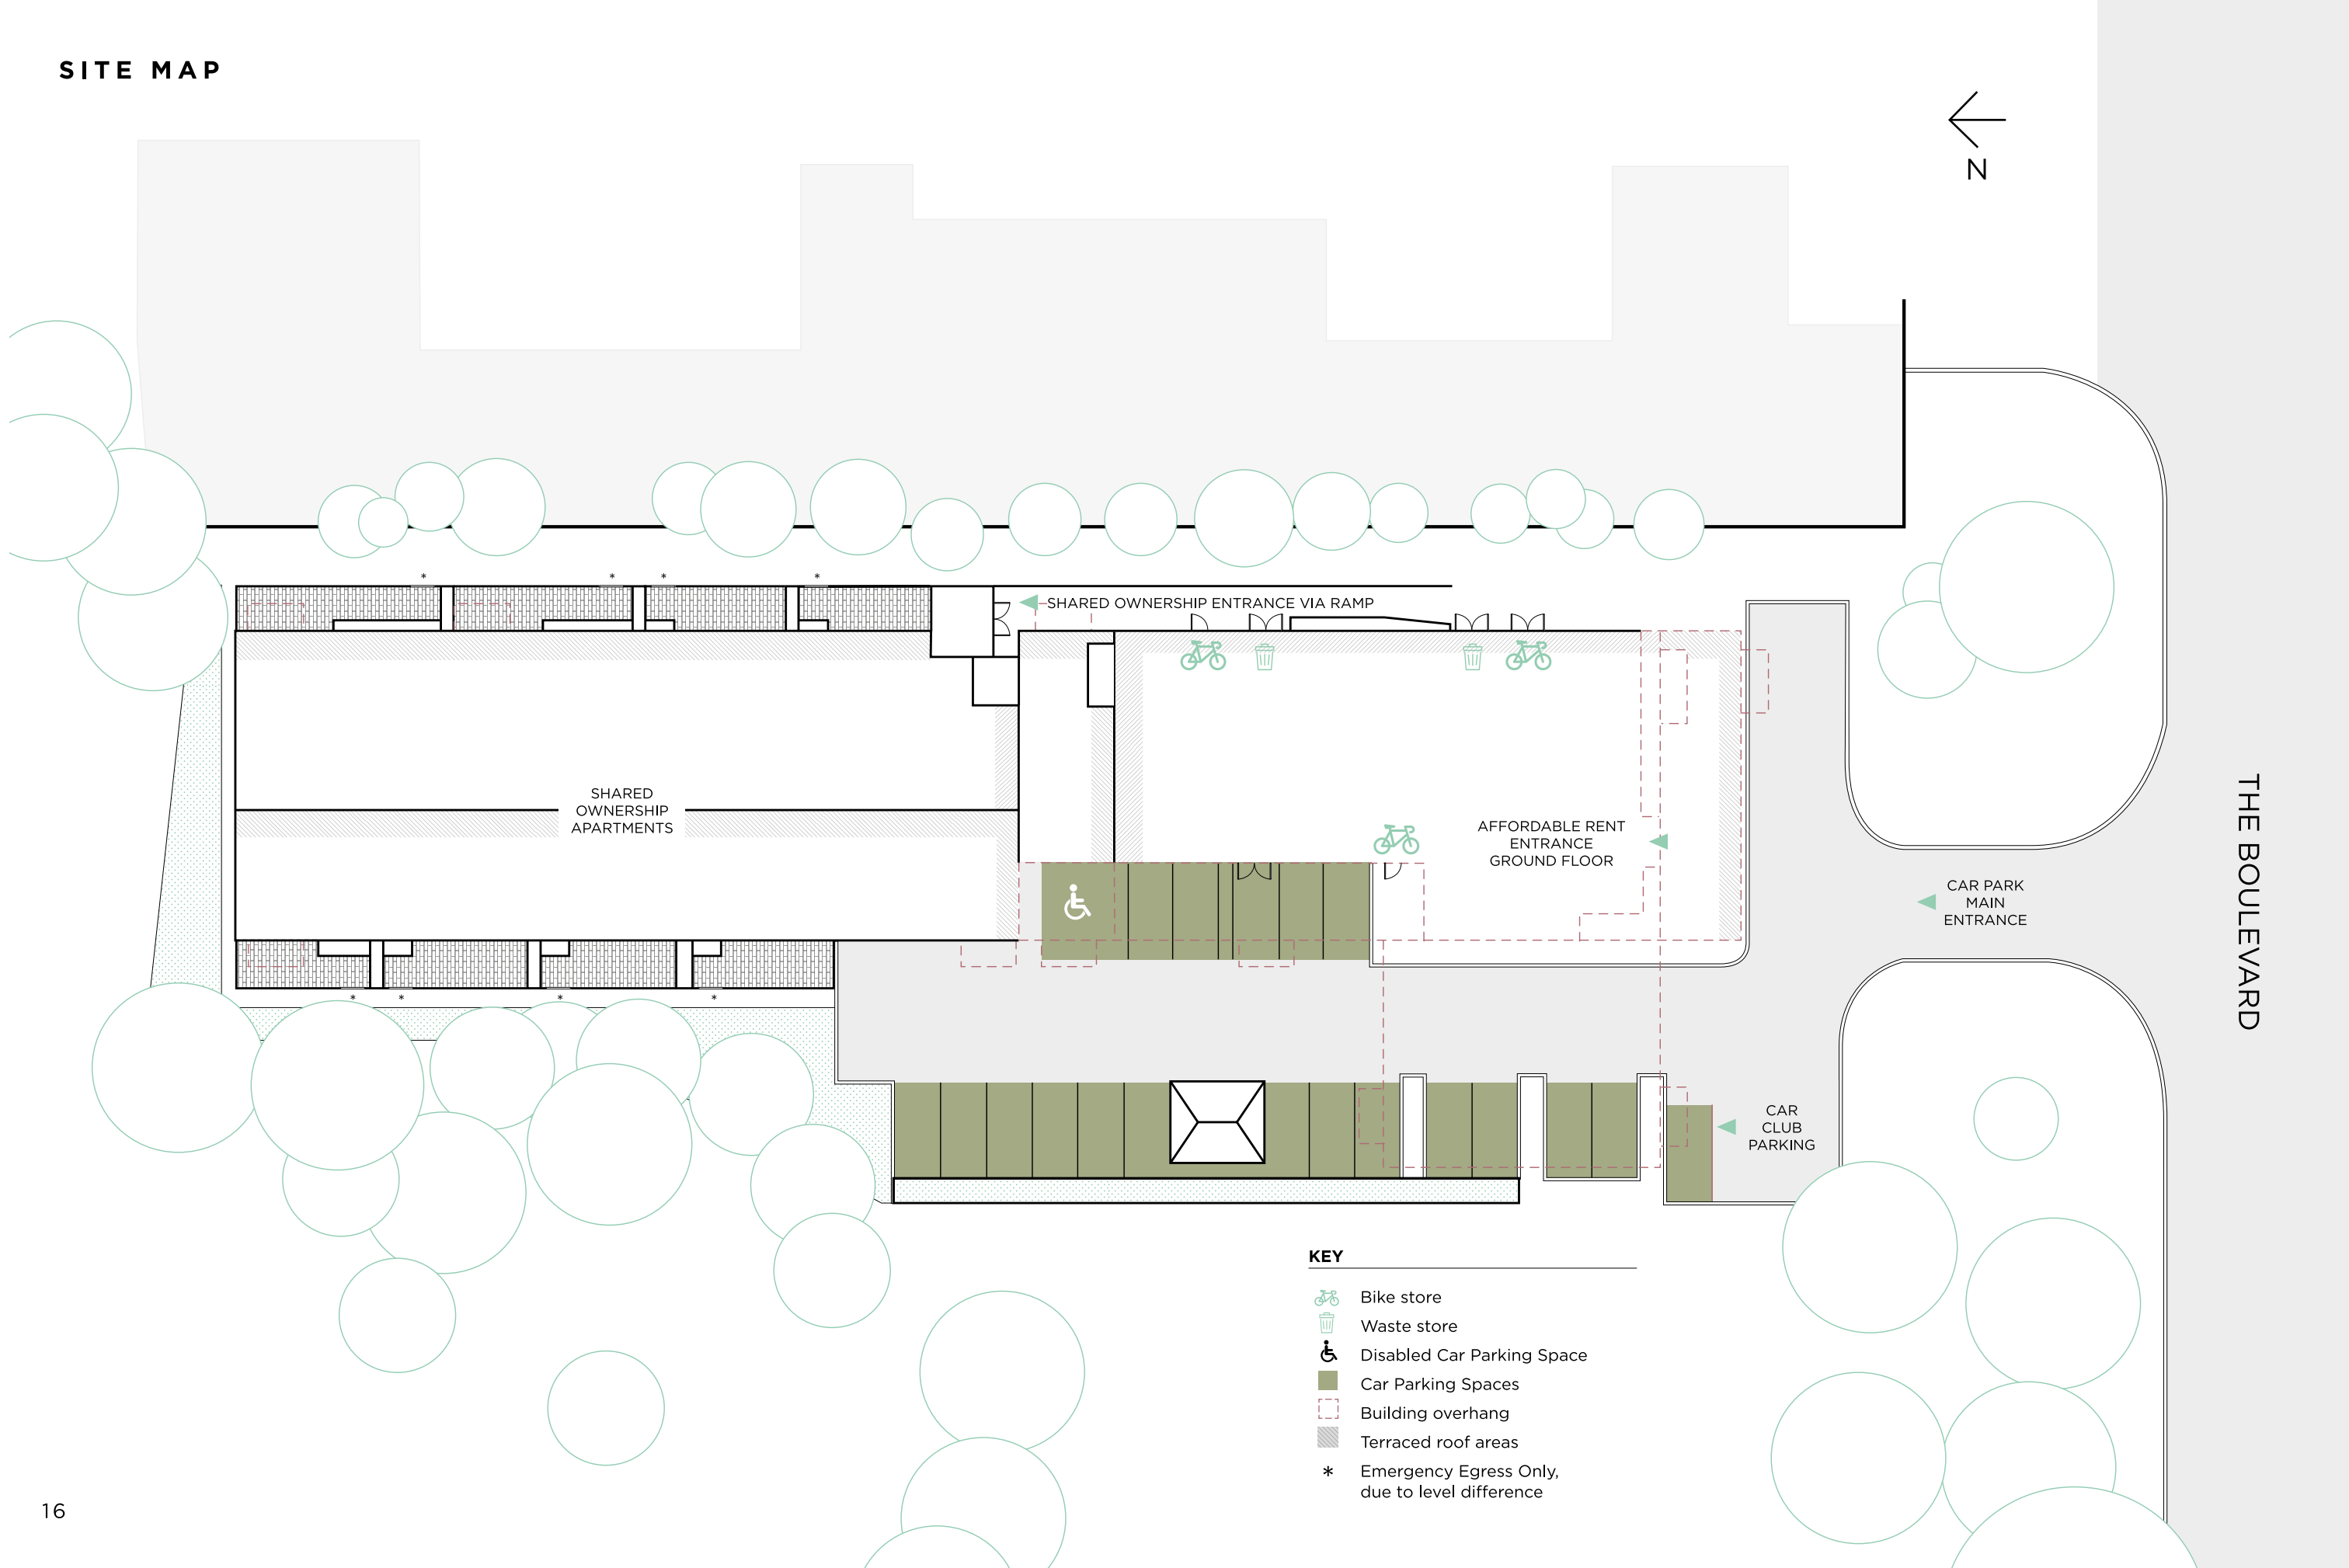 SITE MAP
N
* * * *
SHARED OWNERSHIP ENTRANCE VIA RAMP
SHARED
OWNERSHIP
APARTMENTS
AFFORDABLE RENT
ENTRANCE
GROUND FLOOR
CAR PARK
MAIN
ENTRANCE
THE BOULEVARD
* * * *
CAR
CLUB
PARKING
KEY
Bike store
Waste store
Disabled Car Parking Space
Car Parking Spaces
Building overhang
Terraced roof areas
* Emergency Egress Only,
due to level difference
16